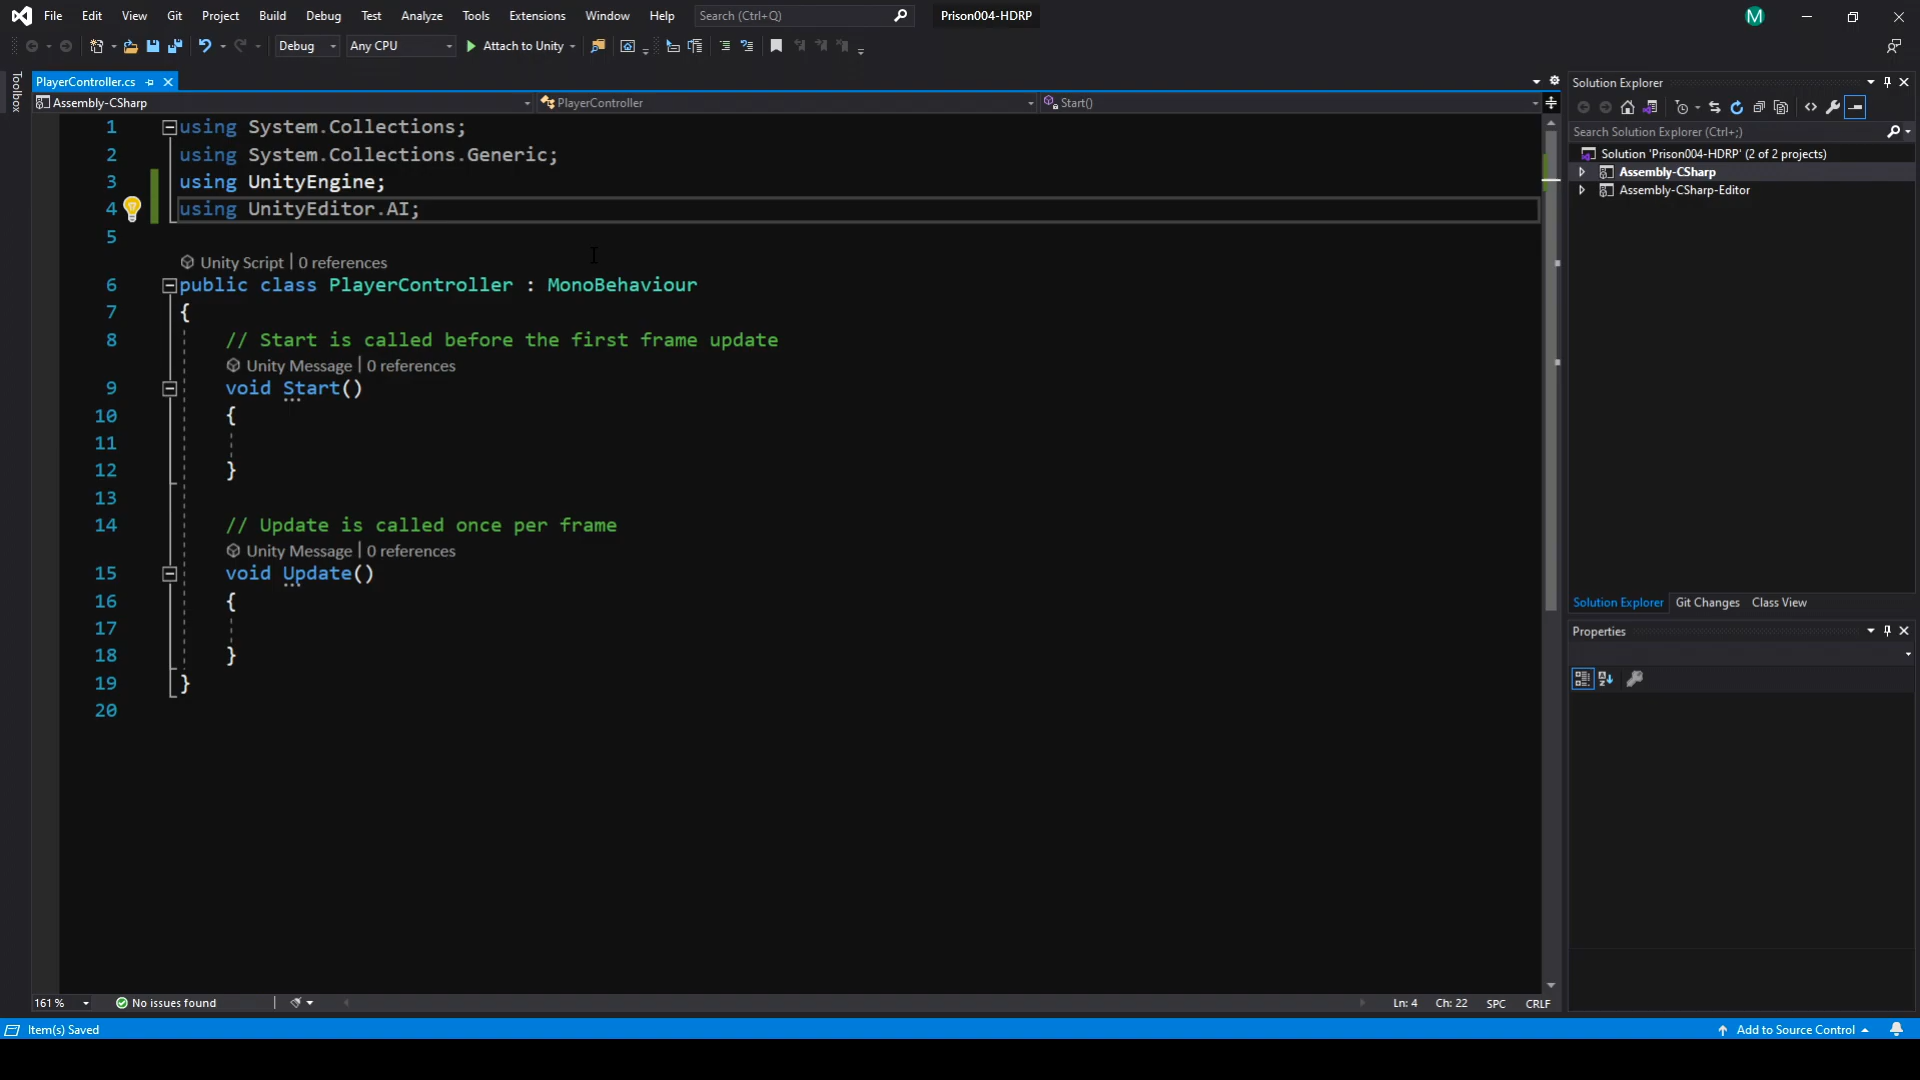 File Edit View Git Project Build Debug Test Analyze Tools Extensions Window Help Search (Ctrl+Q) Prison004-HDRP M
Debug Any CPU Attach to Unity
Toolbox
PlayerController.cs
Assembly-CSharp PlayerController Start()
1 using System.Collections;
2 using System.Collections.Generic;
3 using UnityEngine;
4 using UnityEditor.AI;
5
Unity Script | 0 references
6 public class PlayerController : MonoBehaviour
7 {
8 // Start is called before the first frame update
Unity Message | 0 references
9 void Start()
10 {
11
12 }
13
14 // Update is called once per frame
Unity Message | 0 references
15 void Update()
16 {
17
18 }
19 }
20
161 % No issues found Ln: 4 Ch: 22 SPC CRLF
Item(s) Saved Add to Source Control
Solution Explorer
Search Solution Explorer (Ctrl+;)
Solution 'Prison004-HDRP' (2 of 2 projects)
Assembly-CSharp
Assembly-CSharp-Editor
Solution Explorer Git Changes Class View
Properties